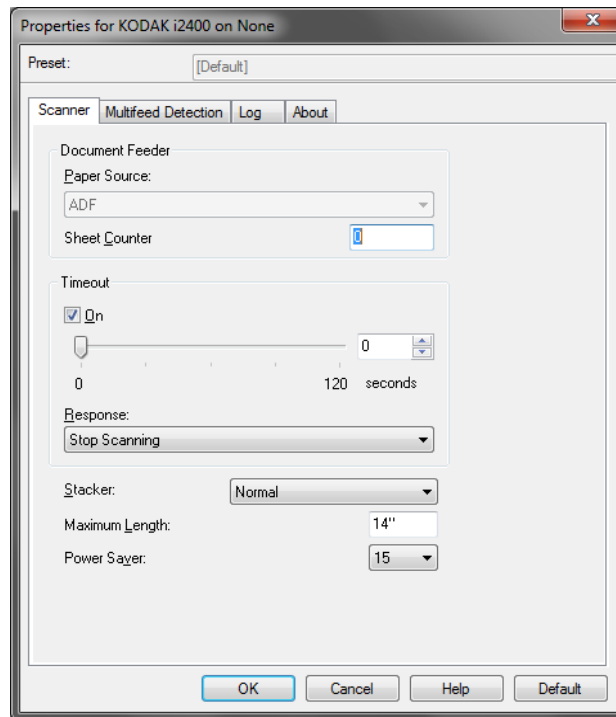 Properties for KODAK i2400 on None
Preset: [Default]
Scanner Multifeed Detection Log About
Document Feeder
Paper Source:
ADF
Sheet Counter 0
Timeout
On
0
0 120 seconds
Response:
Stop Scanning
Stacker: Normal
Maximum Length: 14"
Power Saver: 15
OK Cancel Help Default